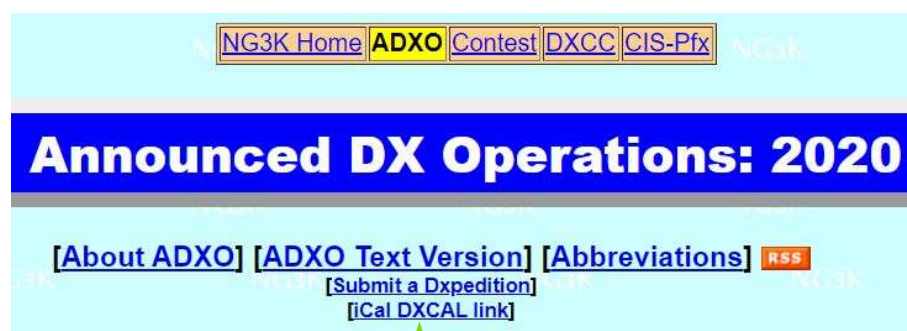 NG3K Home ADXO Contest DXCC CIS-Pfx
Announced DX Operations: 2020
[About ADXO] [ADXO Text Version] [Abbreviations] RSS
[Submit a Dxpedition]
[iCal DXCAL link]